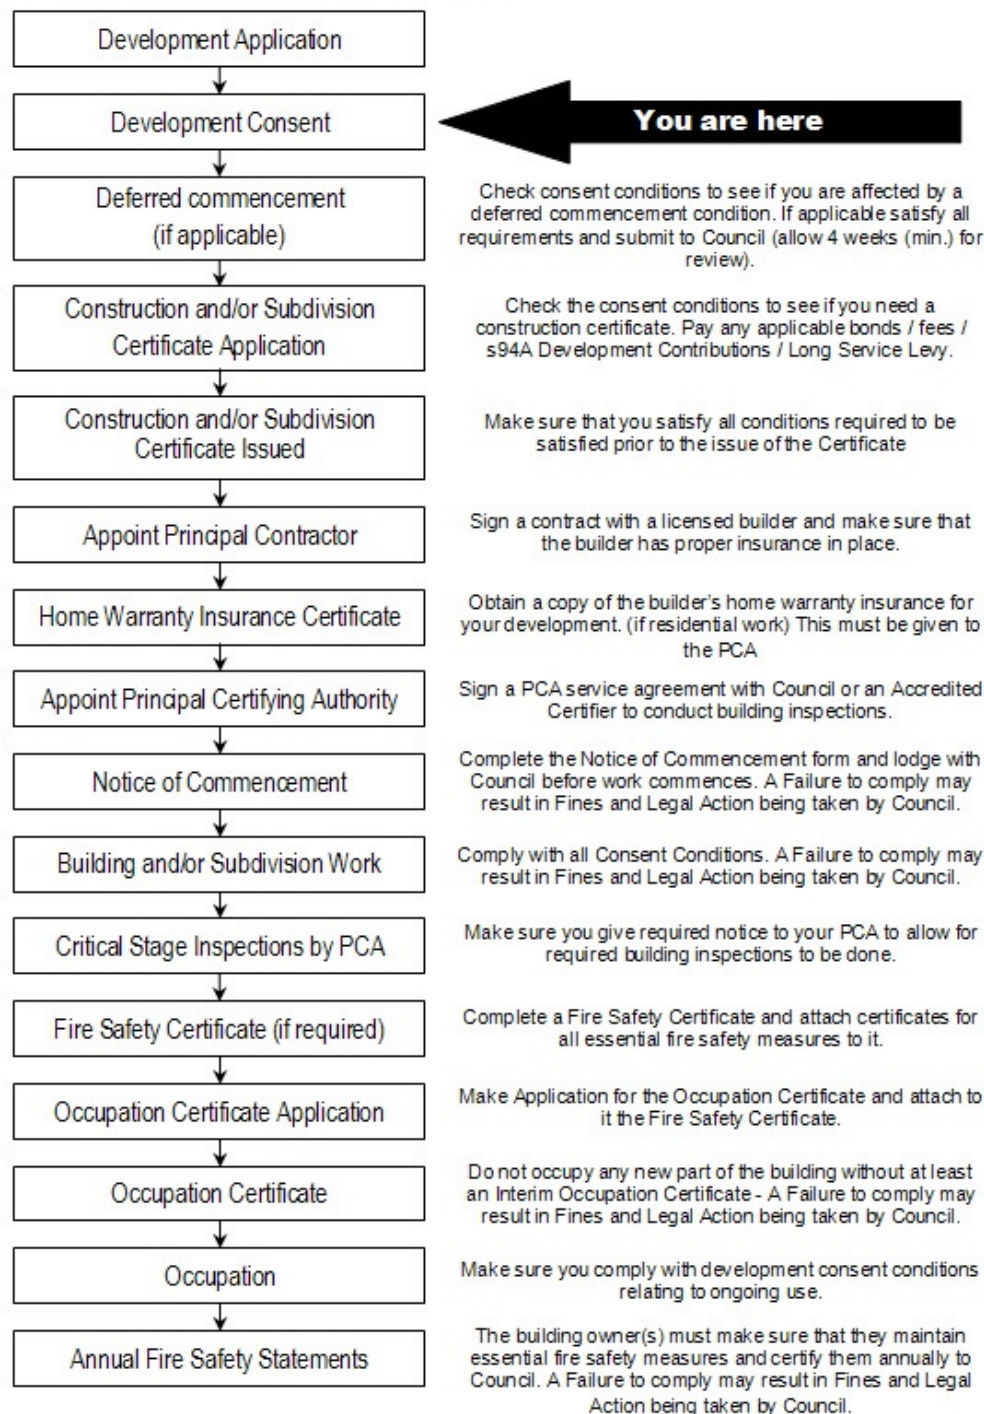 Development Application
Development Consent
You are here
Deferred commencement
(if applicable)
Check consent conditions to see if you are affected by a
deferred commencement condition. If applicable satisfy all
requirements and submit to Council (allow 4 weeks (min.) for
review).
Construction and/or Subdivision
Certificate Application
Check the consent conditions to see if you need a
construction certificate. Pay any applicable bonds / fees /
s94A Development Contributions / Long Service Levy.
Construction and/or Subdivision
Certificate Issued
Make sure that you satisfy all conditions required to be
satisfied prior to the issue of the Certificate
Appoint Principal Contractor
Sign a contract with a licensed builder and make sure that
the builder has proper insurance in place.
Home Warranty Insurance Certificate
Obtain a copy of the builder's home warranty insurance for
your development. (if residential work) This must be given to
the PCA
Appoint Principal Certifying Authority
Sign a PCA service agreement with Council or an Accredited
Certifier to conduct building inspections.
Notice of Commencement
Complete the Notice of Commencement form and lodge with
Council before work commences. A Failure to comply may
result in Fines and Legal Action being taken by Council.
Building and/or Subdivision Work
Comply with all Consent Conditions. A Failure to comply may
result in Fines and Legal Action being taken by Council.
Critical Stage Inspections by PCA
Make sure you give required notice to your PCA to allow for
required building inspections to be done.
Fire Safety Certificate (if required)
Complete a Fire Safety Certificate and attach certificates for
all essential fire safety measures to it.
Occupation Certificate Application
Make Application for the Occupation Certificate and attach to
it the Fire Safety Certificate.
Occupation Certificate
Do not occupy any new part of the building without at least
an Interim Occupation Certificate - A Failure to comply may
result in Fines and Legal Action being taken by Council.
Occupation
Make sure you comply with development consent conditions
relating to ongoing use.
Annual Fire Safety Statements
The building owner(s) must make sure that they maintain
essential fire safety measures and certify them annually to
Council. A Failure to comply may result in Fines and Legal
Action being taken by Council.